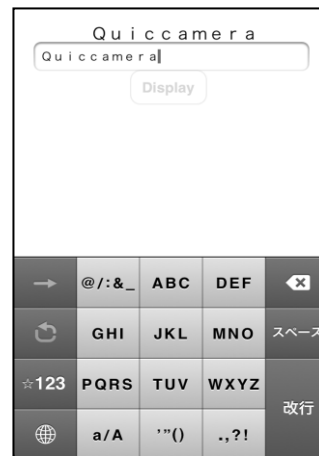 Ｑｕｉｃｃａｍｅｒａ
Ｑｕｉｃｃａｍｅｒａ
Display
→ @/:&_ ABC DEF
GHI JKL MNO スペース
☆123 PQRS TUV WXYZ
改行
a/A '"() .,?!